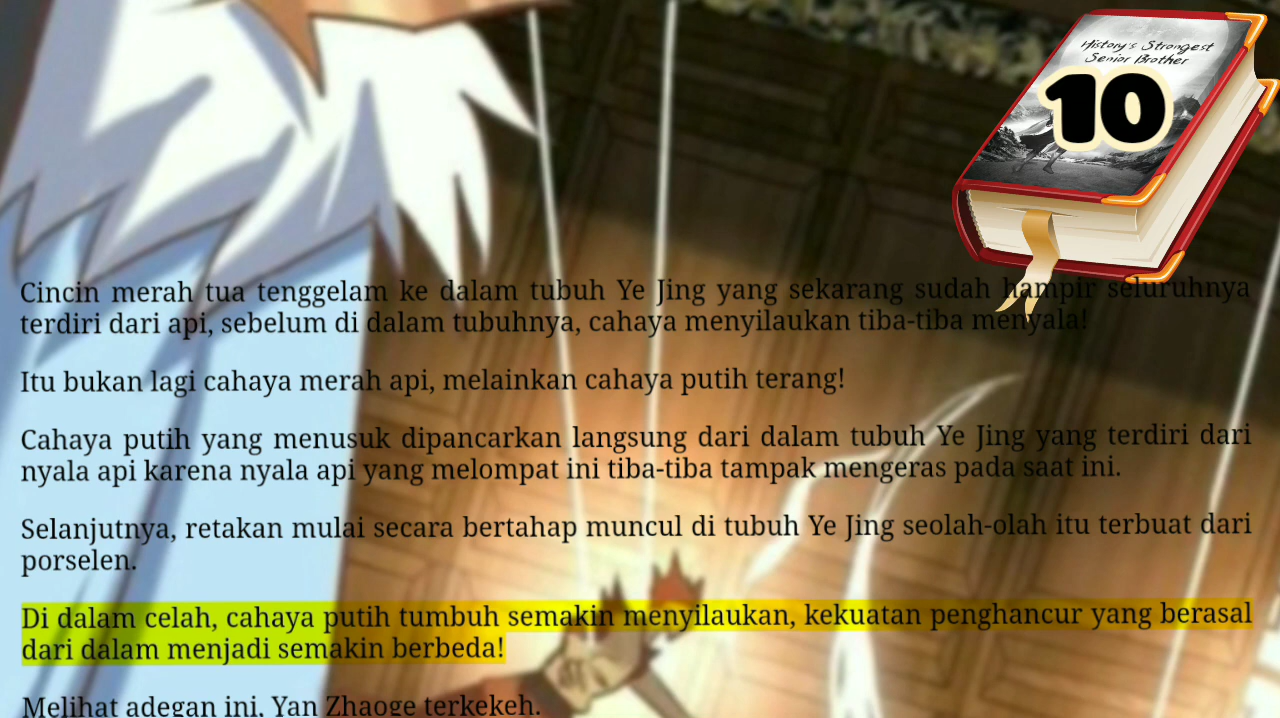 History's Strongest
Senior Brother
10
Cincin merah tua tenggelam ke dalam tubuh Ye Jing yang sekarang sudah hampir seluruhnya
terdiri dari api, sebelum di dalam tubuhnya, cahaya menyilaukan tiba-tiba menyala!
Itu bukan lagi cahaya merah api, melainkan cahaya putih terang!
Cahaya putih yang menusuk dipancarkan langsung dari dalam tubuh Ye Jing yang terdiri dari
nyala api karena nyala api yang melompat ini tiba-tiba tampak mengeras pada saat ini.
Selanjutnya, retakan mulai secara bertahap muncul di tubuh Ye Jing seolah-olah itu terbuat dari
porselen.
Di dalam celah, cahaya putih tumbuh semakin menyilaukan, kekuatan penghancur yang berasal
dari dalam menjadi semakin berbeda!
Melihat adegan ini, Yan Zhaoge terkekeh.